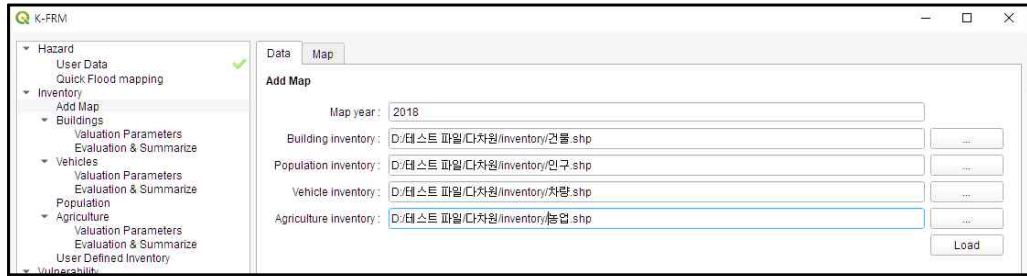 K-FRM
Hazard
User Data
Quick Flood mapping
Inventory
Add Map
Buildings
Valuation Parameters
Evaluation & Summarize
Vehicles
Valuation Parameters
Evaluation & Summarize
Population
Agriculture
Valuation Parameters
Evaluation & Summarize
User Defined Inventory
Vulnerability
Data Map
Add Map
Map year : 2018
Building inventory : D:/테스트 파일/다차원/inventory/건물.shp ...
Population inventory : D:/테스트 파일/다차원/inventory/인구.shp ...
Vehicle inventory : D:/테스트 파일/다차원/inventory/차량.shp ...
Agriculture inventory : D:/테스트 파일/다차원/inventory/농업.shp ...
Load